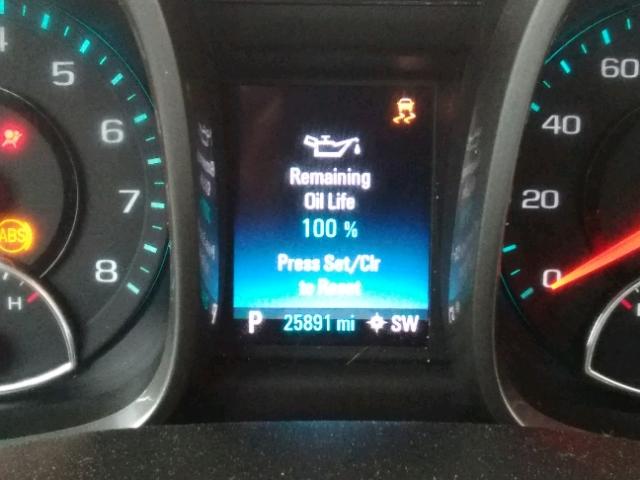 4
5
6
7
8
ABS
H
Remaining
Oil Life
100 %
Press Set/Clr
to Reset
P 25891 mi SW
60
40
20
0